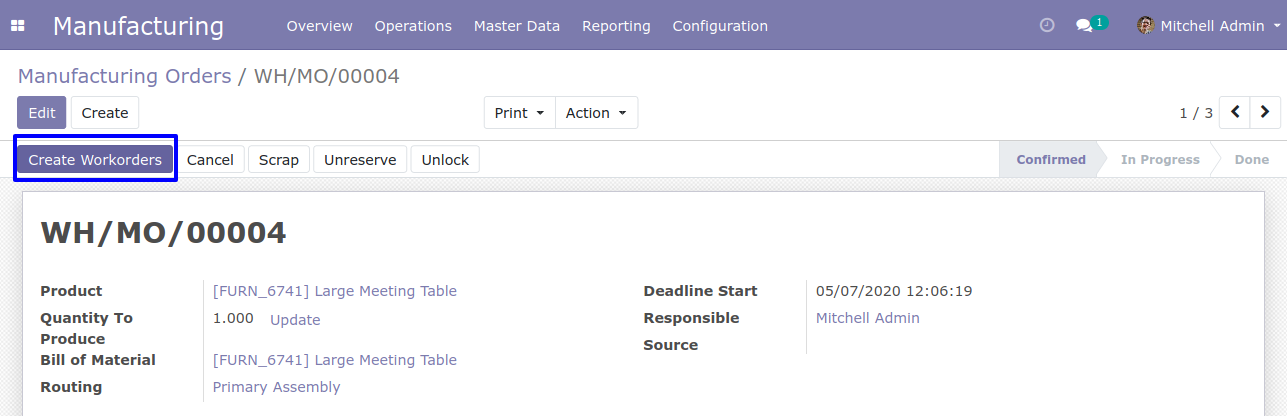 Manufacturing Overview Operations Master Data Reporting Configuration 1 Mitchell Admin
Manufacturing Orders / WH/MO/00004
Edit Create Print Action 1 / 3
Create Workorders Cancel Scrap Unreserve Unlock Confirmed In Progress Done
WH/MO/00004
Product [FURN_6741] Large Meeting Table Deadline Start 05/07/2020 12:06:19
Quantity To Produce 1.000 Update Responsible Mitchell Admin
Source
Bill of Material [FURN_6741] Large Meeting Table
Routing Primary Assembly